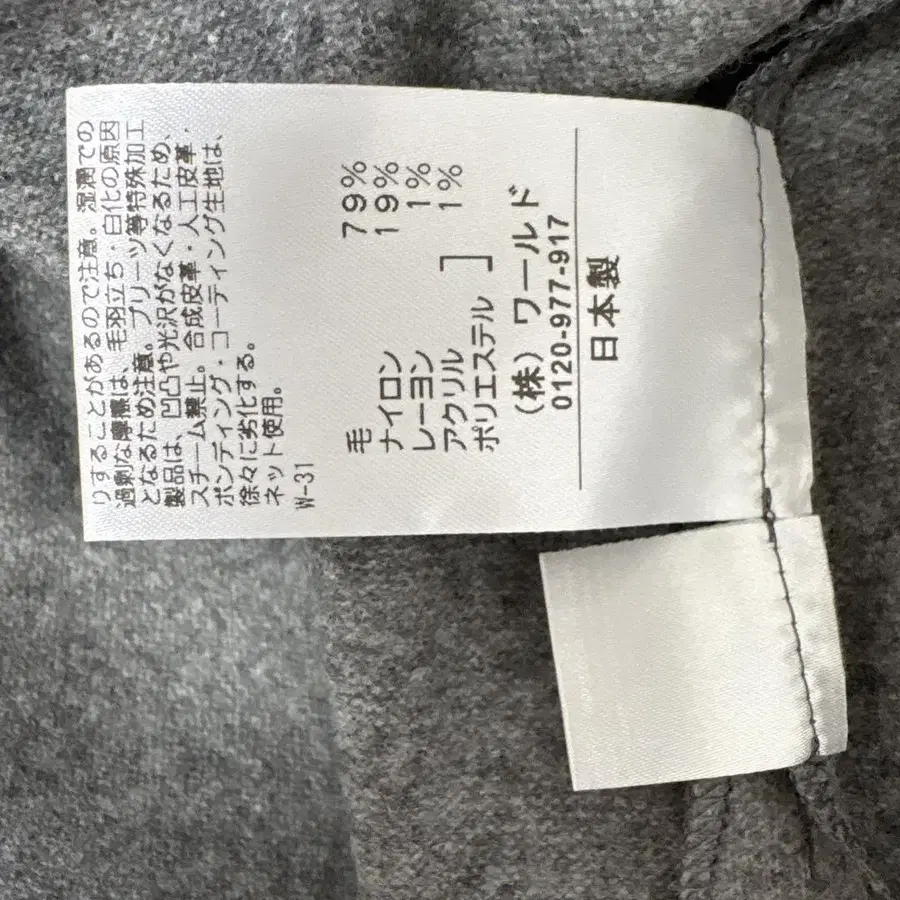 りすることがあるので注意。湿潤での
過剰な摩擦は、毛羽立ち・白化の原因
となるため注意。プリーツ等特殊加工
製品は、凹凸や光沢がなくなるため、
スチーム禁止。合成皮革・人工皮革・
ボンディング・コーティング生地は、
徐々に劣化する。
ネット使用。
W-31
毛 79%
ナイロン 19%
レーヨン 1%
アクリル ] 1%
ポリエステル
(株) ワールド
0120-977-917
日本製